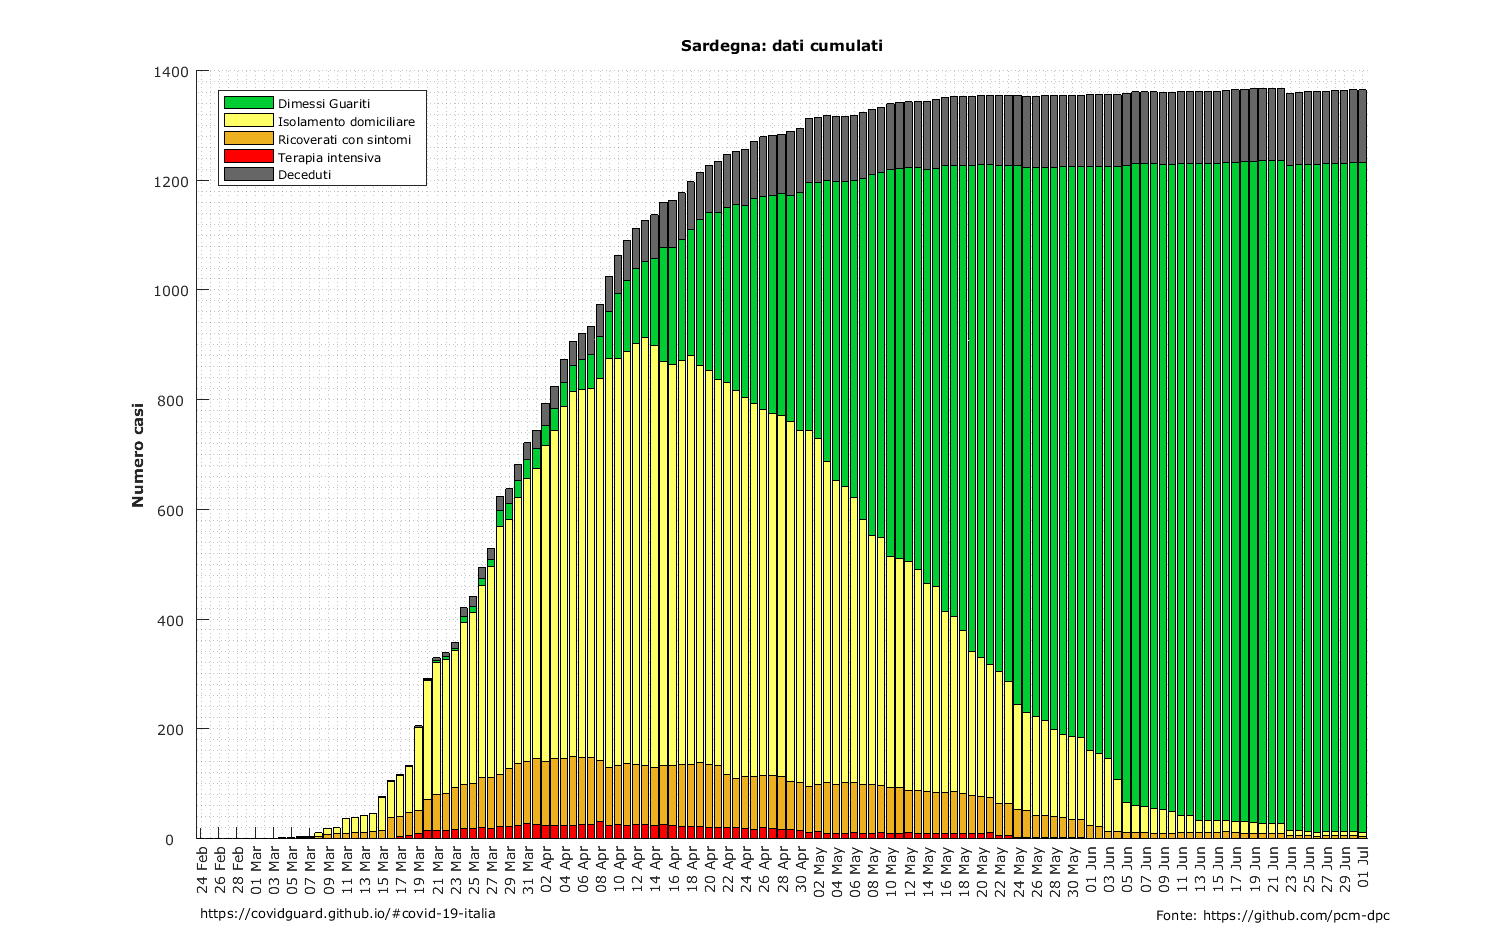 Sardegna: dati cumulati
1400
1200
1000
800
600
400
200
0
Numero casi
Dimessi Guariti
Isolamento domiciliare
Ricoverati con sintomi
Terapia intensiva
Deceduti
24 Feb
26 Feb
28 Feb
01 Mar
03 Mar
05 Mar
07 Mar
09 Mar
11 Mar
13 Mar
15 Mar
17 Mar
19 Mar
21 Mar
23 Mar
25 Mar
27 Mar
29 Mar
31 Mar
02 Apr
04 Apr
06 Apr
08 Apr
10 Apr
12 Apr
14 Apr
16 Apr
18 Apr
20 Apr
22 Apr
24 Apr
26 Apr
28 Apr
30 Apr
02 May
04 May
06 May
08 May
10 May
12 May
14 May
16 May
18 May
20 May
22 May
24 May
26 May
28 May
30 May
01 Jun
03 Jun
05 Jun
07 Jun
09 Jun
11 Jun
13 Jun
15 Jun
17 Jun
19 Jun
21 Jun
23 Jun
25 Jun
27 Jun
29 Jun
01 Jul
https://covidguard.github.io/#covid-19-italia
Fonte: https://github.com/pcm-dpc